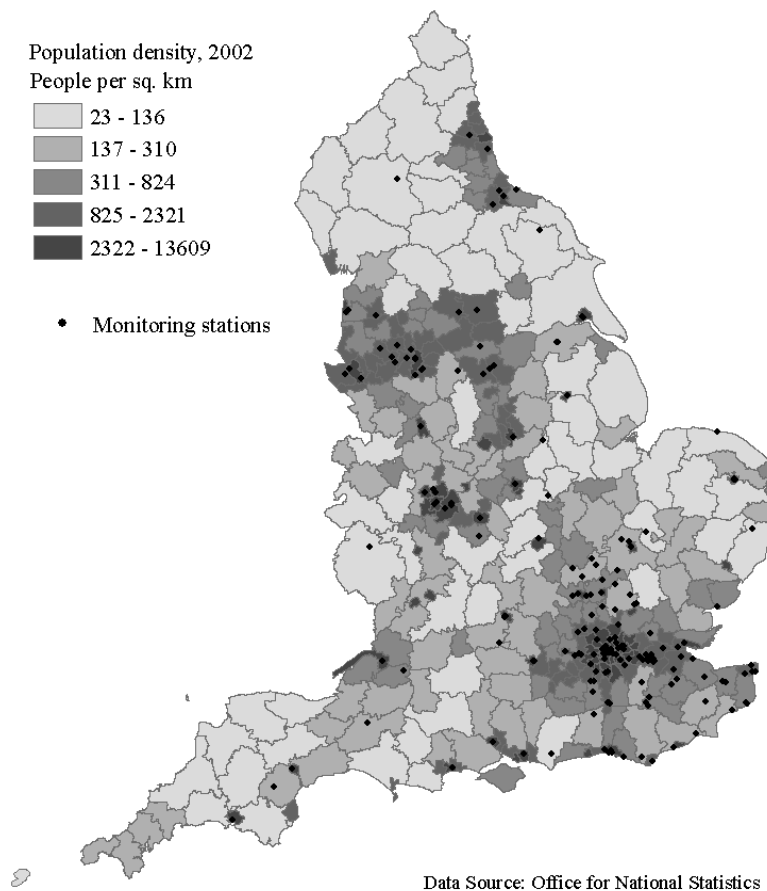 Population density, 2002
People per sq. km
23 - 136
137 - 310
311 - 824
825 - 2321
2322 - 13609
Monitoring stations
Data Source: Office for National Statistics